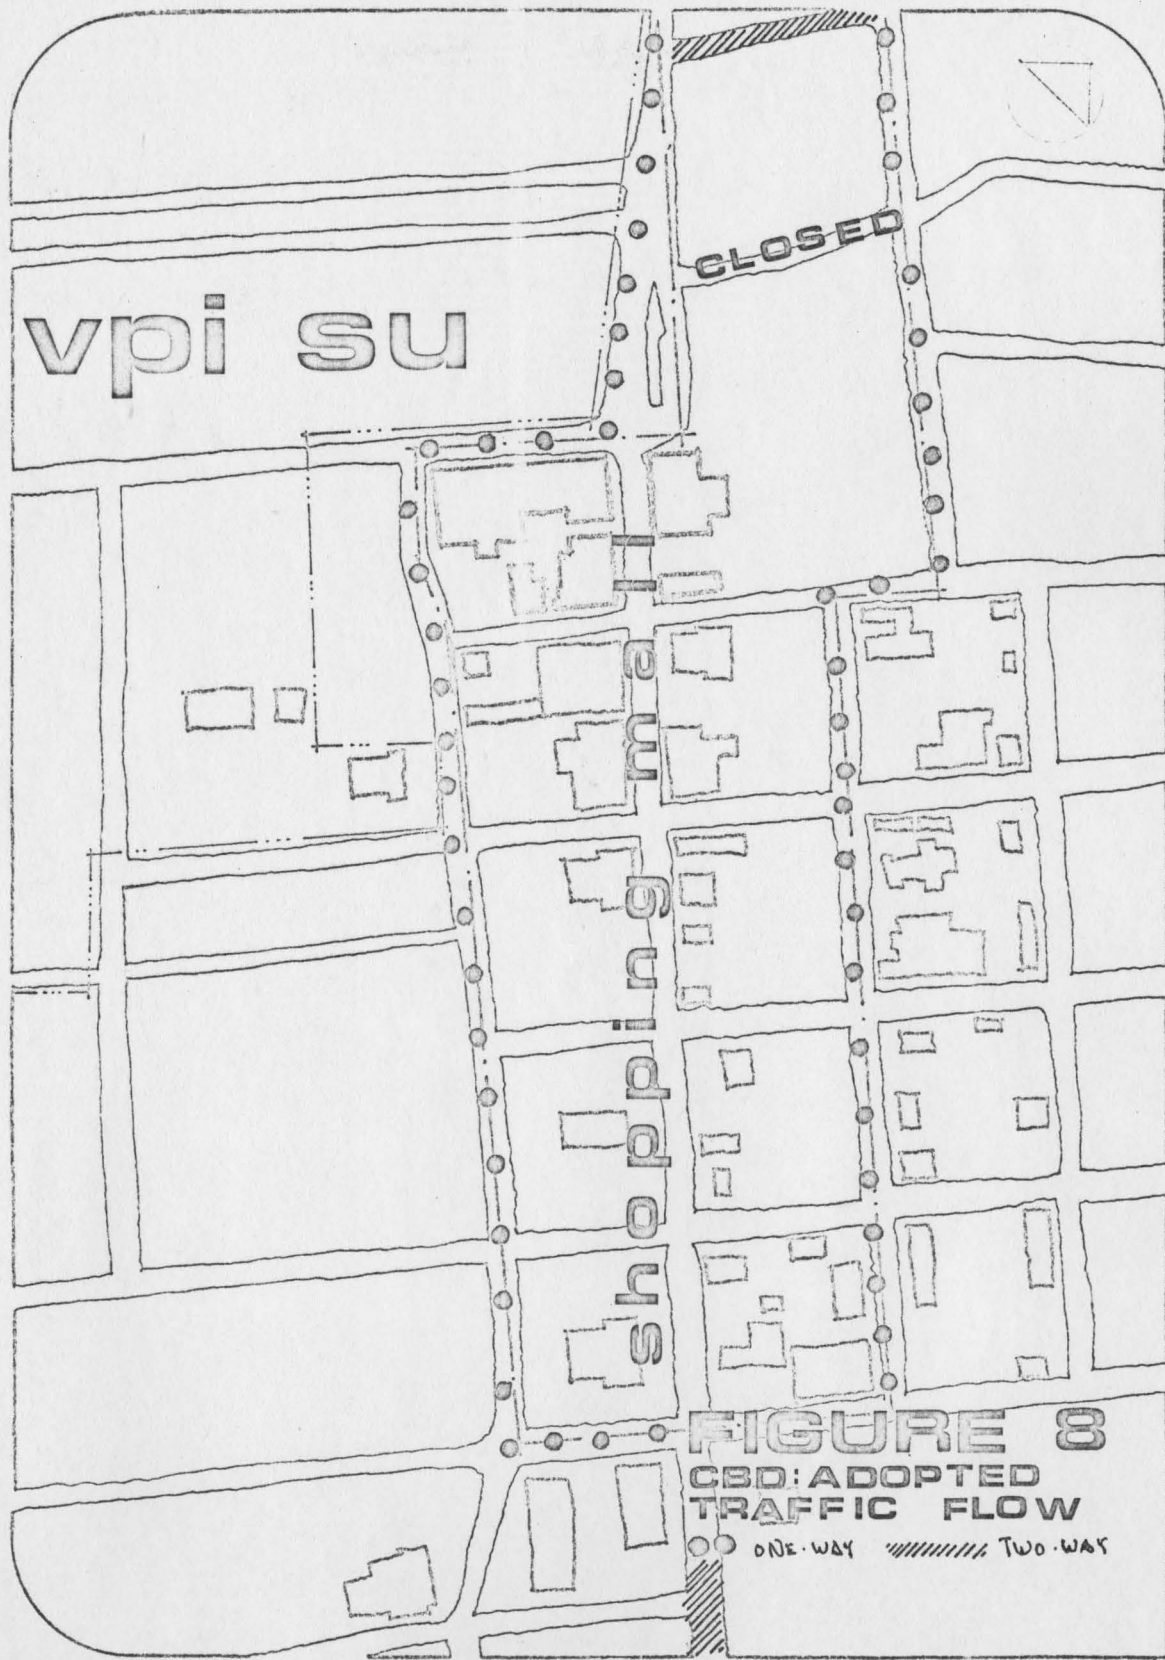 CLOSED
vpi su
shopping mall
FIGURE 8
CBD: ADOPTED
TRAFFIC FLOW
ONE·WAY TWO·WAY